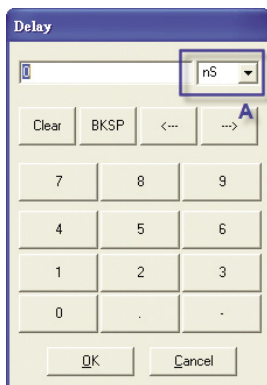 Delay
0 nS
A
Clear BKSP <--- --->
7 8 9
4 5 6
1 2 3
0 . -
OK Cancel